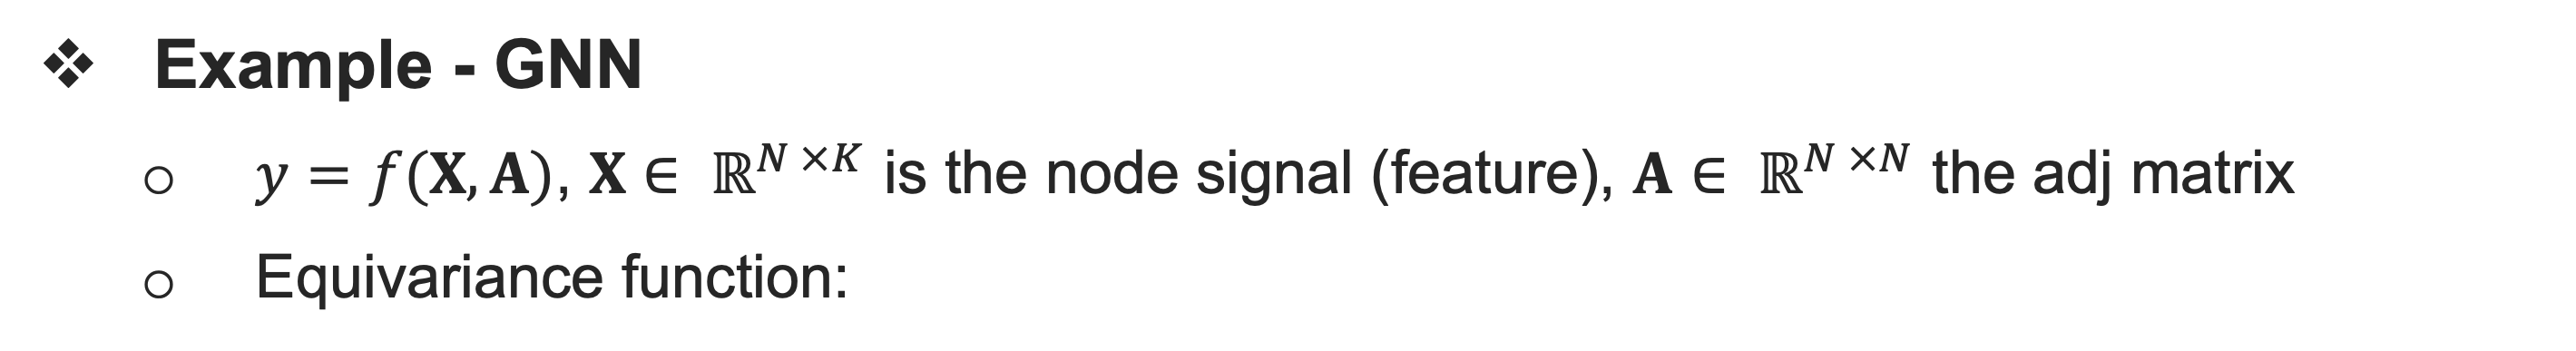 ❖ Example - GNN
○ y = f(X, A), X ∈ ℝ^{N×K} is the node signal (feature), A ∈ ℝ^{N×N} the adj matrix
○ Equivariance function: